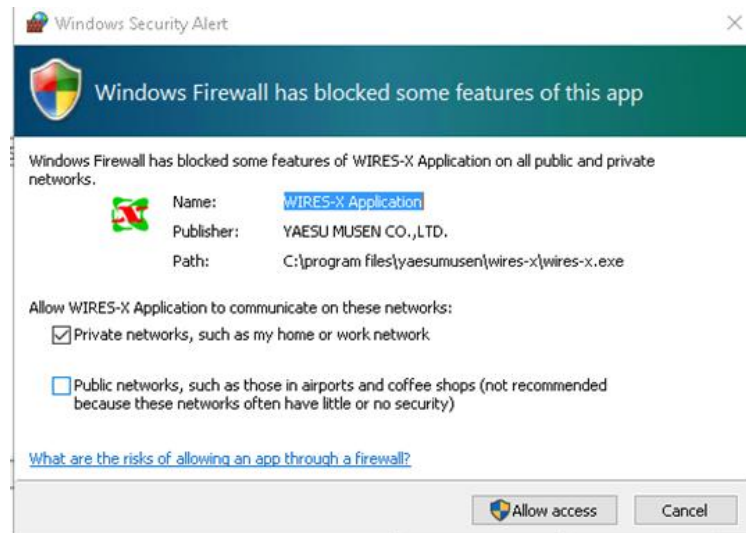 Windows Security Alert
Windows Firewall has blocked some features of this app
Windows Firewall has blocked some features of WIRES-X Application on all public and private
networks.
Name: WIRES-X Application
Publisher: YAESU MUSEN CO.,LTD.
Path: C:\program files\yaesumusen\wires-x\wires-x.exe
Allow WIRES-X Application to communicate on these networks:
Private networks, such as my home or work network
Public networks, such as those in airports and coffee shops (not recommended
because these networks often have little or no security)
What are the risks of allowing an app through a firewall?
Allow access Cancel